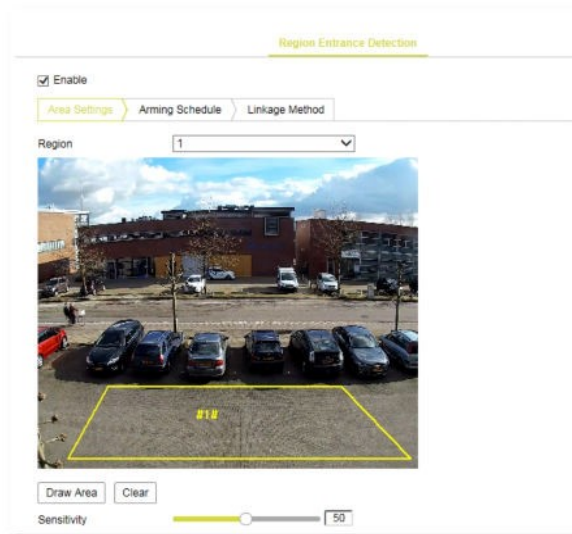 Region Entrance Detection
Enable
Area Settings
Arming Schedule
Linkage Method
Region
1
#1#
Draw Area
Clear
Sensitivity
50